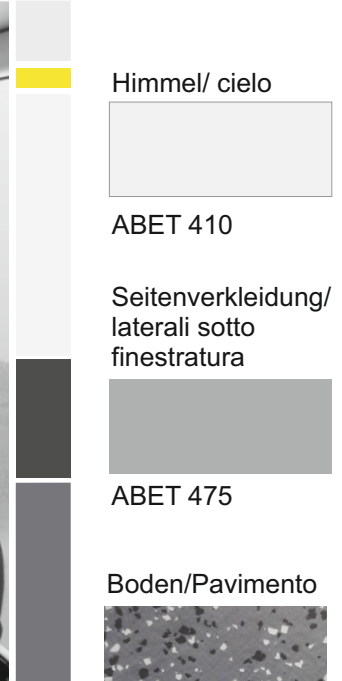 Himmel/ cielo
ABET 410
Seitenverkleidung/
laterali sotto
finestratura
ABET 475
Boden/Pavimento